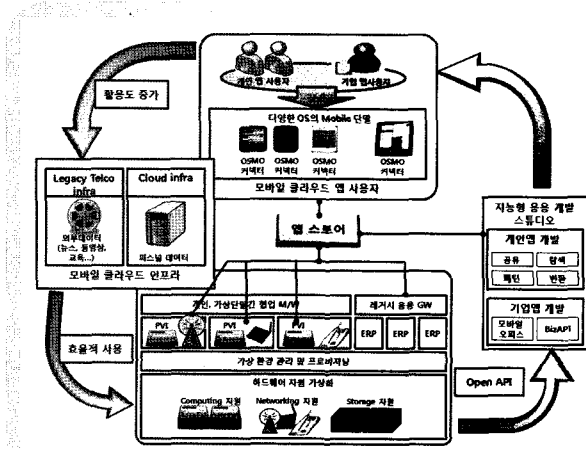 개인 앱 사용자
기업 앱사용자
다양한 OS의 Mobile 단말
OSMO
커넥터
OSMO
커넥터
OSMO
커넥터
OSMO
커넥터
모바일 클라우드 앱 사용자
활용도 증가
Legacy Telco
infra
Cloud infra
외부데이터
(뉴스, 동영상,
교육...)
퍼스널 데이터
모바일 클라우드 인프라
앱 스토어
지능형 응용 개발
스튜디오
개인앱 개발
공유
탐색
패턴
변환
기업앱 개발
모바일
오피스
BizAPI
개인, 가상단말간 협업 M/W
레거시 응용 GW
PVI
PVI
PVI
ERP
ERP
ERP
효율적 사용
가상 환경 관리 및 프로비저닝
하드웨어 자원 가상화
Computing 자원
Networking 자원
Storage 자원
Open API